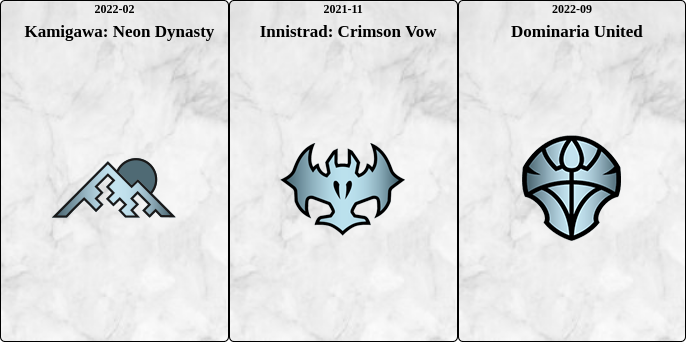 2022-02
Kamigawa: Neon Dynasty
2021-11
Innistrad: Crimson Vow
2022-09
Dominaria United